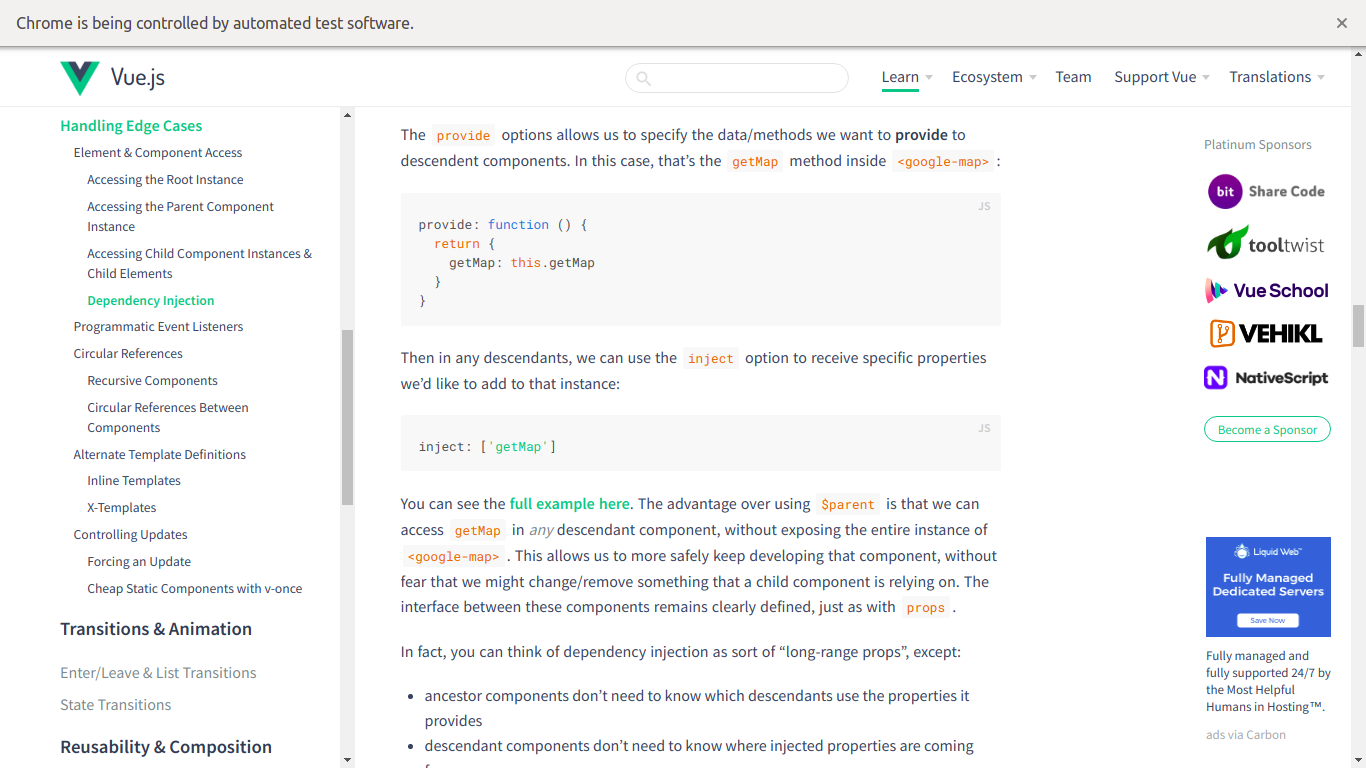 Chrome is being controlled by automated test software.
Vue.js
Learn
Ecosystem
Team
Support Vue
Translations
Handling Edge Cases
Element & Component Access
Accessing the Root Instance
Accessing the Parent Component
Instance
Accessing Child Component Instances &
Child Elements
Dependency Injection
Programmatic Event Listeners
Circular References
Recursive Components
Circular References Between
Components
Alternate Template Definitions
Inline Templates
X-Templates
Controlling Updates
Forcing an Update
Cheap Static Components with v-once
Transitions & Animation
Enter/Leave & List Transitions
State Transitions
Reusability & Composition
The provide options allows us to specify the data/methods we want to provide to
descendent components. In this case, that’s the getMap method inside <google-map> :
JS
provide: function () {
  return {
    getMap: this.getMap
  }
}
Then in any descendants, we can use the inject option to receive specific properties
we’d like to add to that instance:
JS
inject: ['getMap']
You can see the full example here. The advantage over using $parent is that we can
access getMap in any descendant component, without exposing the entire instance of
<google-map> . This allows us to more safely keep developing that component, without
fear that we might change/remove something that a child component is relying on. The
interface between these components remains clearly defined, just as with props .
In fact, you can think of dependency injection as sort of “long-range props”, except:
• ancestor components don’t need to know which descendants use the properties it
provides
• descendant components don’t need to know where injected properties are coming
Platinum Sponsors
bit Share Code
tooltwist
Vue School
VEHIKL
NativeScript
Become a Sponsor
Liquid Web™
Fully Managed
Dedicated Servers
Save Now
Fully managed and
fully supported 24/7 by
the Most Helpful
Humans in Hosting™.
ads via Carbon